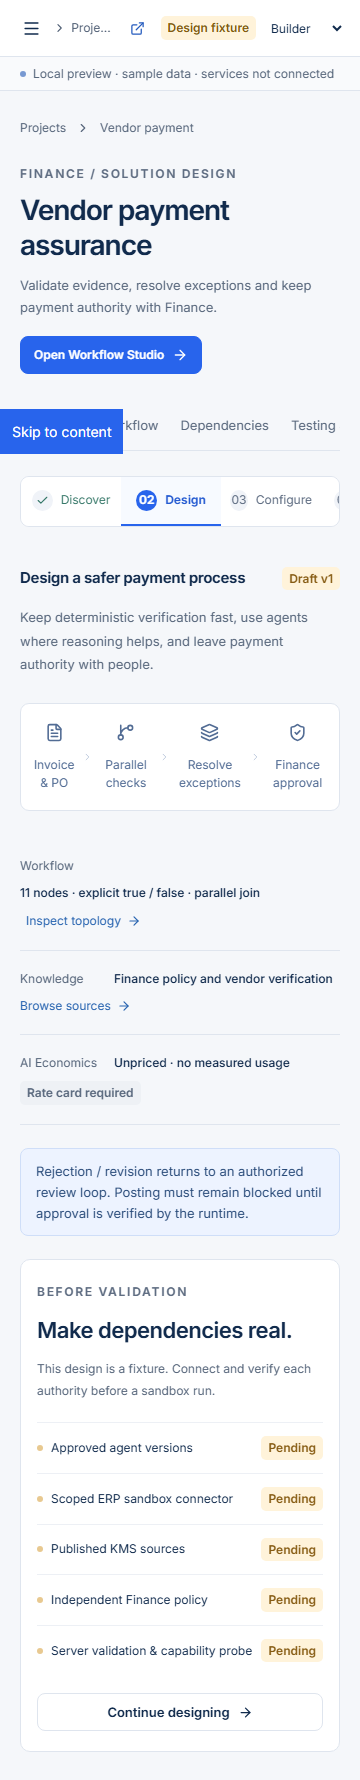 Proje...
Design fixture
Builder
Local preview · sample data · services not connected
Projects
Vendor payment
FINANCE / SOLUTION DESIGN
Vendor payment
assurance
Validate evidence, resolve exceptions and keep
payment authority with Finance.
Open Workflow Studio
Skip to content
rkflow
Dependencies
Testing
Discover
02
Design
03
Configure
Design a safer payment process
Draft v1
Keep deterministic verification fast, use agents
where reasoning helps, and leave payment
authority with people.
Invoice
& PO
Parallel
checks
Resolve
exceptions
Finance
approval
Workflow
11 nodes · explicit true / false · parallel join
Inspect topology
Knowledge
Finance policy and vendor verification
Browse sources
AI Economics
Unpriced · no measured usage
Rate card required
Rejection / revision returns to an authorized
review loop. Posting must remain blocked until
approval is verified by the runtime.
BEFORE VALIDATION
Make dependencies real.
This design is a fixture. Connect and verify each
authority before a sandbox run.
Approved agent versions
Pending
Scoped ERP sandbox connector
Pending
Published KMS sources
Pending
Independent Finance policy
Pending
Server validation & capability probe
Pending
Continue designing